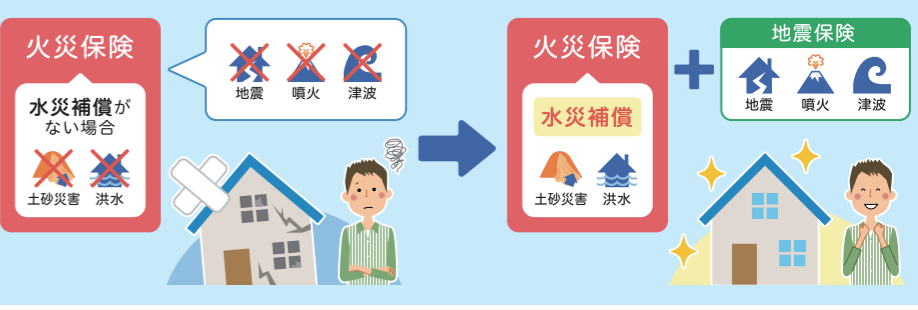 火災保険
水災補償が
ない場合
土砂災害
洪水
地震
噴火
津波
火災保険
水災補償
土砂災害
洪水
地震保険
地震
噴火
津波